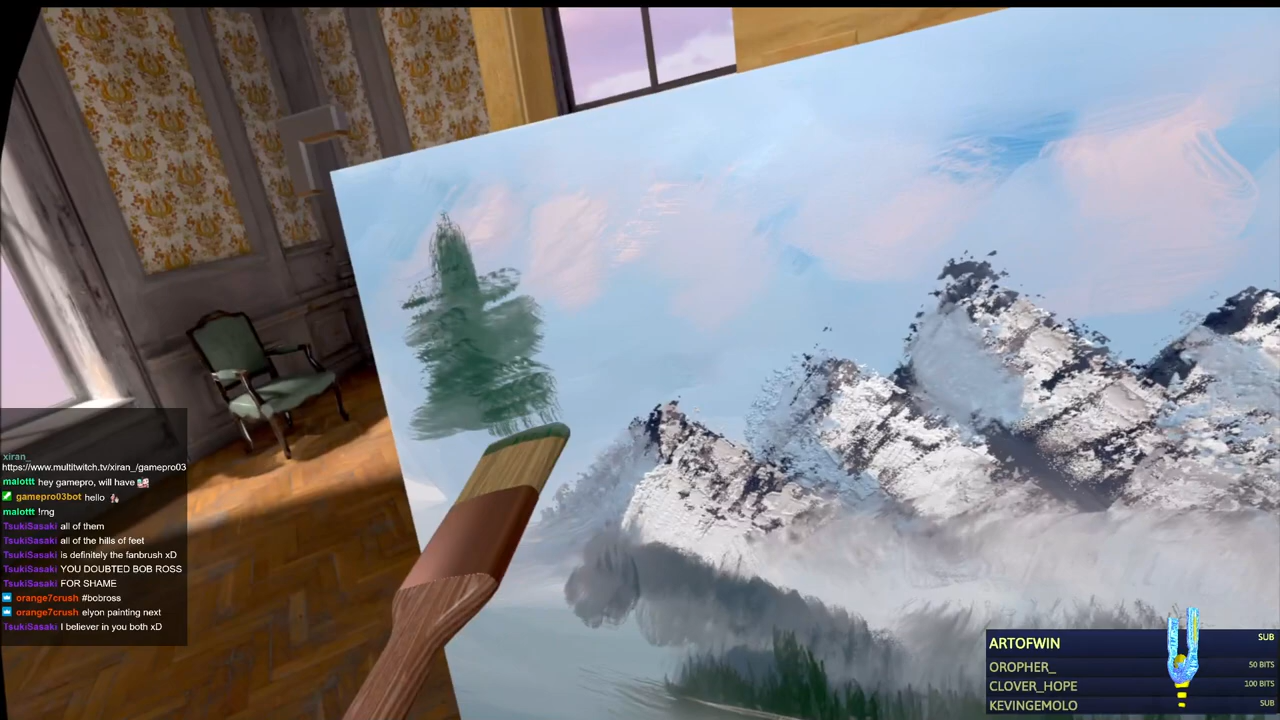 xiran_
https://www.multitwitch.tv/xiran_/gamepro03
malottt hey gamepro, will have
gamepro03bot hello
malottt !rng
TsukiSasaki all of them
TsukiSasaki all of the hills of feet
TsukiSasaki is definitely the fanbrush xD
TsukiSasaki YOU DOUBTED BOB ROSS
TsukiSasaki FOR SHAME
orange7crush #bobross
orange7crush elyon painting next
TsukiSasaki I believer in you both xD
ARTOFWIN SUB
OROPHER_ 50 BITS
CLOVER_HOPE 100 BITS
KEVINGEMOLO SUB